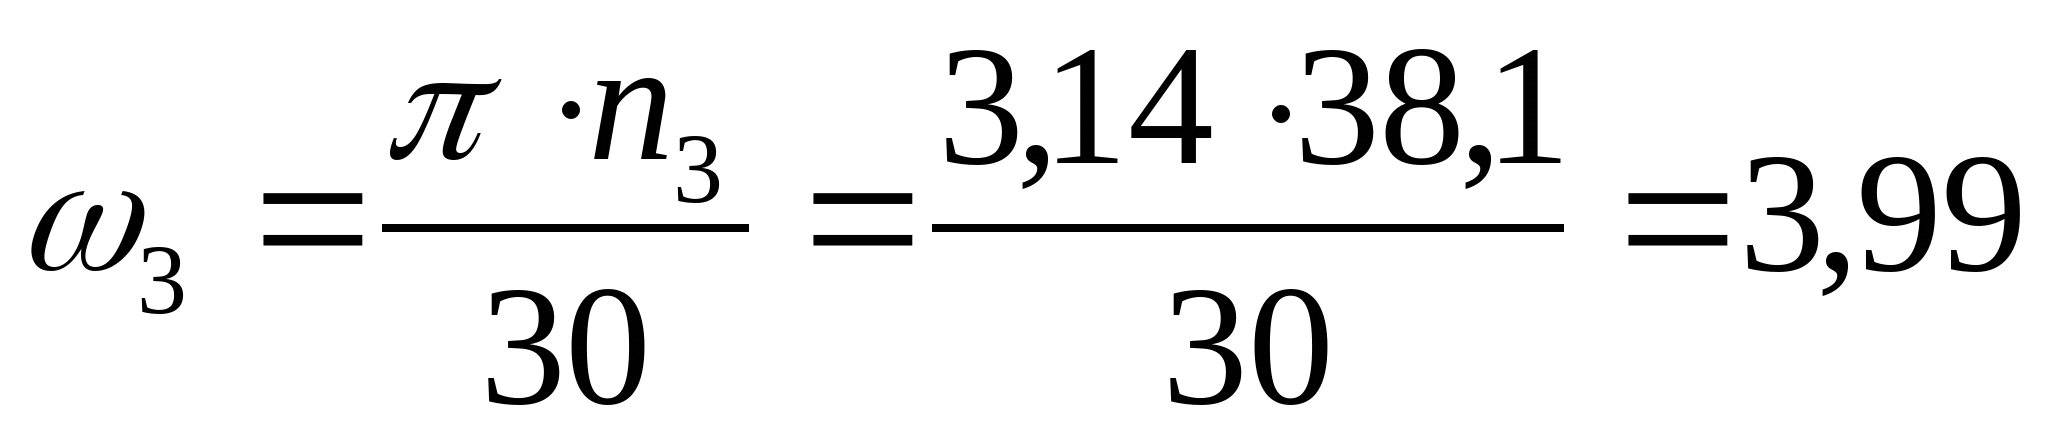 ω₃ = π · n₃ / 30 = 3,14 · 38,1 / 30 = 3,99